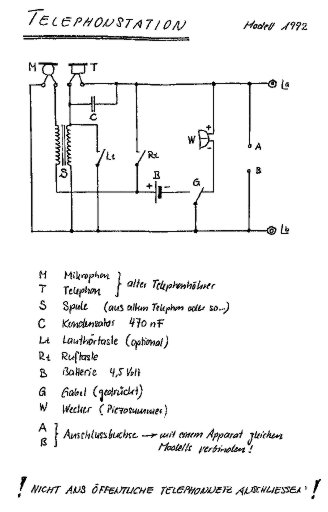 TELEPHONSTATION
Modell 1992
M T La
C
A
W
S Lt Rt
B G
B
Lb
M Mikrophon
T Telephon } alter Telephonhörer
S Spule (aus altem Telephon oder so...)
C Kondensator 470 nF
Lt Lauthörtaste (optional)
Rt Ruftaste
B Batterie 4,5 Volt
G Gabel (gedrückt)
W Wecker (Piezosummer)
A
B } Anschlussbuchse → mit einem Apparat gleichen
Modells verbinden!
! NICHT ANS ÖFFENTLICHE TELEPHONNETZ ANSCHLIESSEN! !